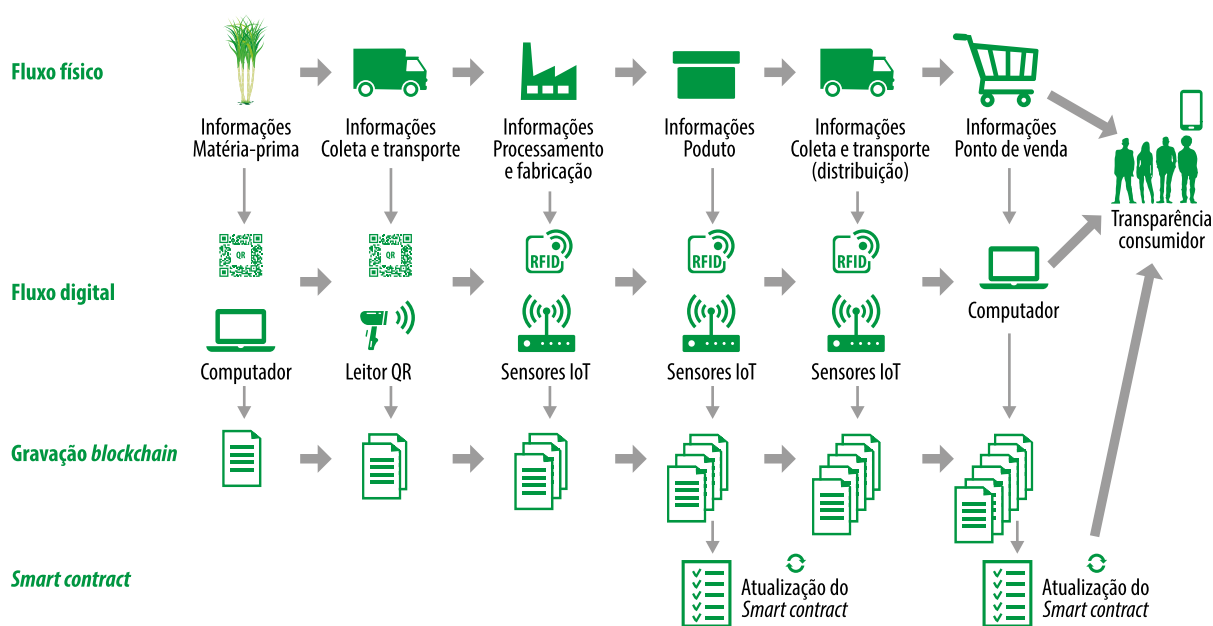 Fluxo físico
Informações
Matéria-prima
Informações
Coleta e transporte
Informações
Processamento
e fabricação
Informações
Poduto
Informações
Coleta e transporte
(distribuição)
Informações
Ponto de venda
Transparência
consumidor
Fluxo digital
QR
Computador
QR
Leitor QR
RFID
Sensores IoT
RFID
Sensores IoT
RFID
Sensores IoT
Computador
Gravação blockchain
Smart contract
Atualização do
Smart contract
Atualização do
Smart contract